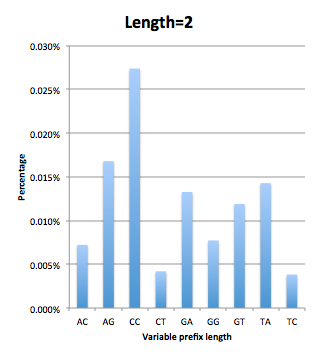 Length=2
0.030%
0.025%
0.020%
0.015%
0.010%
0.005%
0.000%
Percentage
AC AG CC CT GA GG GT TA TC
Variable prefix length